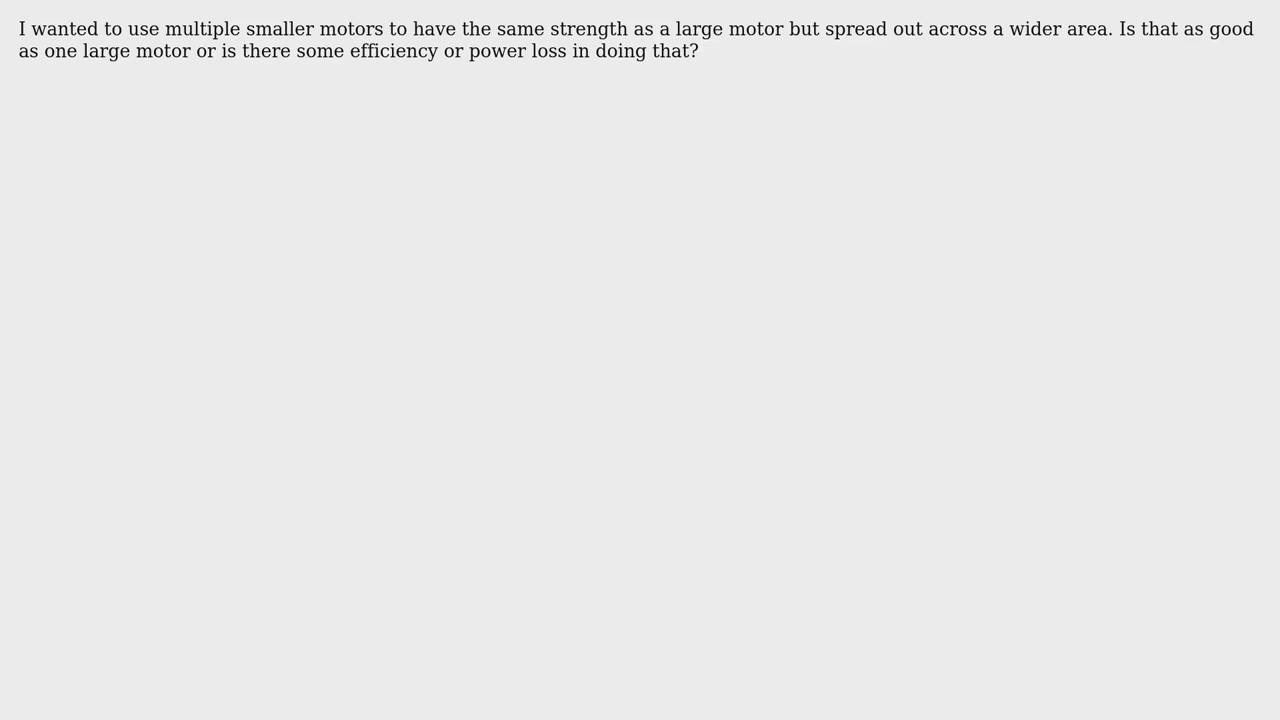 I wanted to use multiple smaller motors to have the same strength as a large motor but spread out across a wider area. Is that as good
as one large motor or is there some efficiency or power loss in doing that?